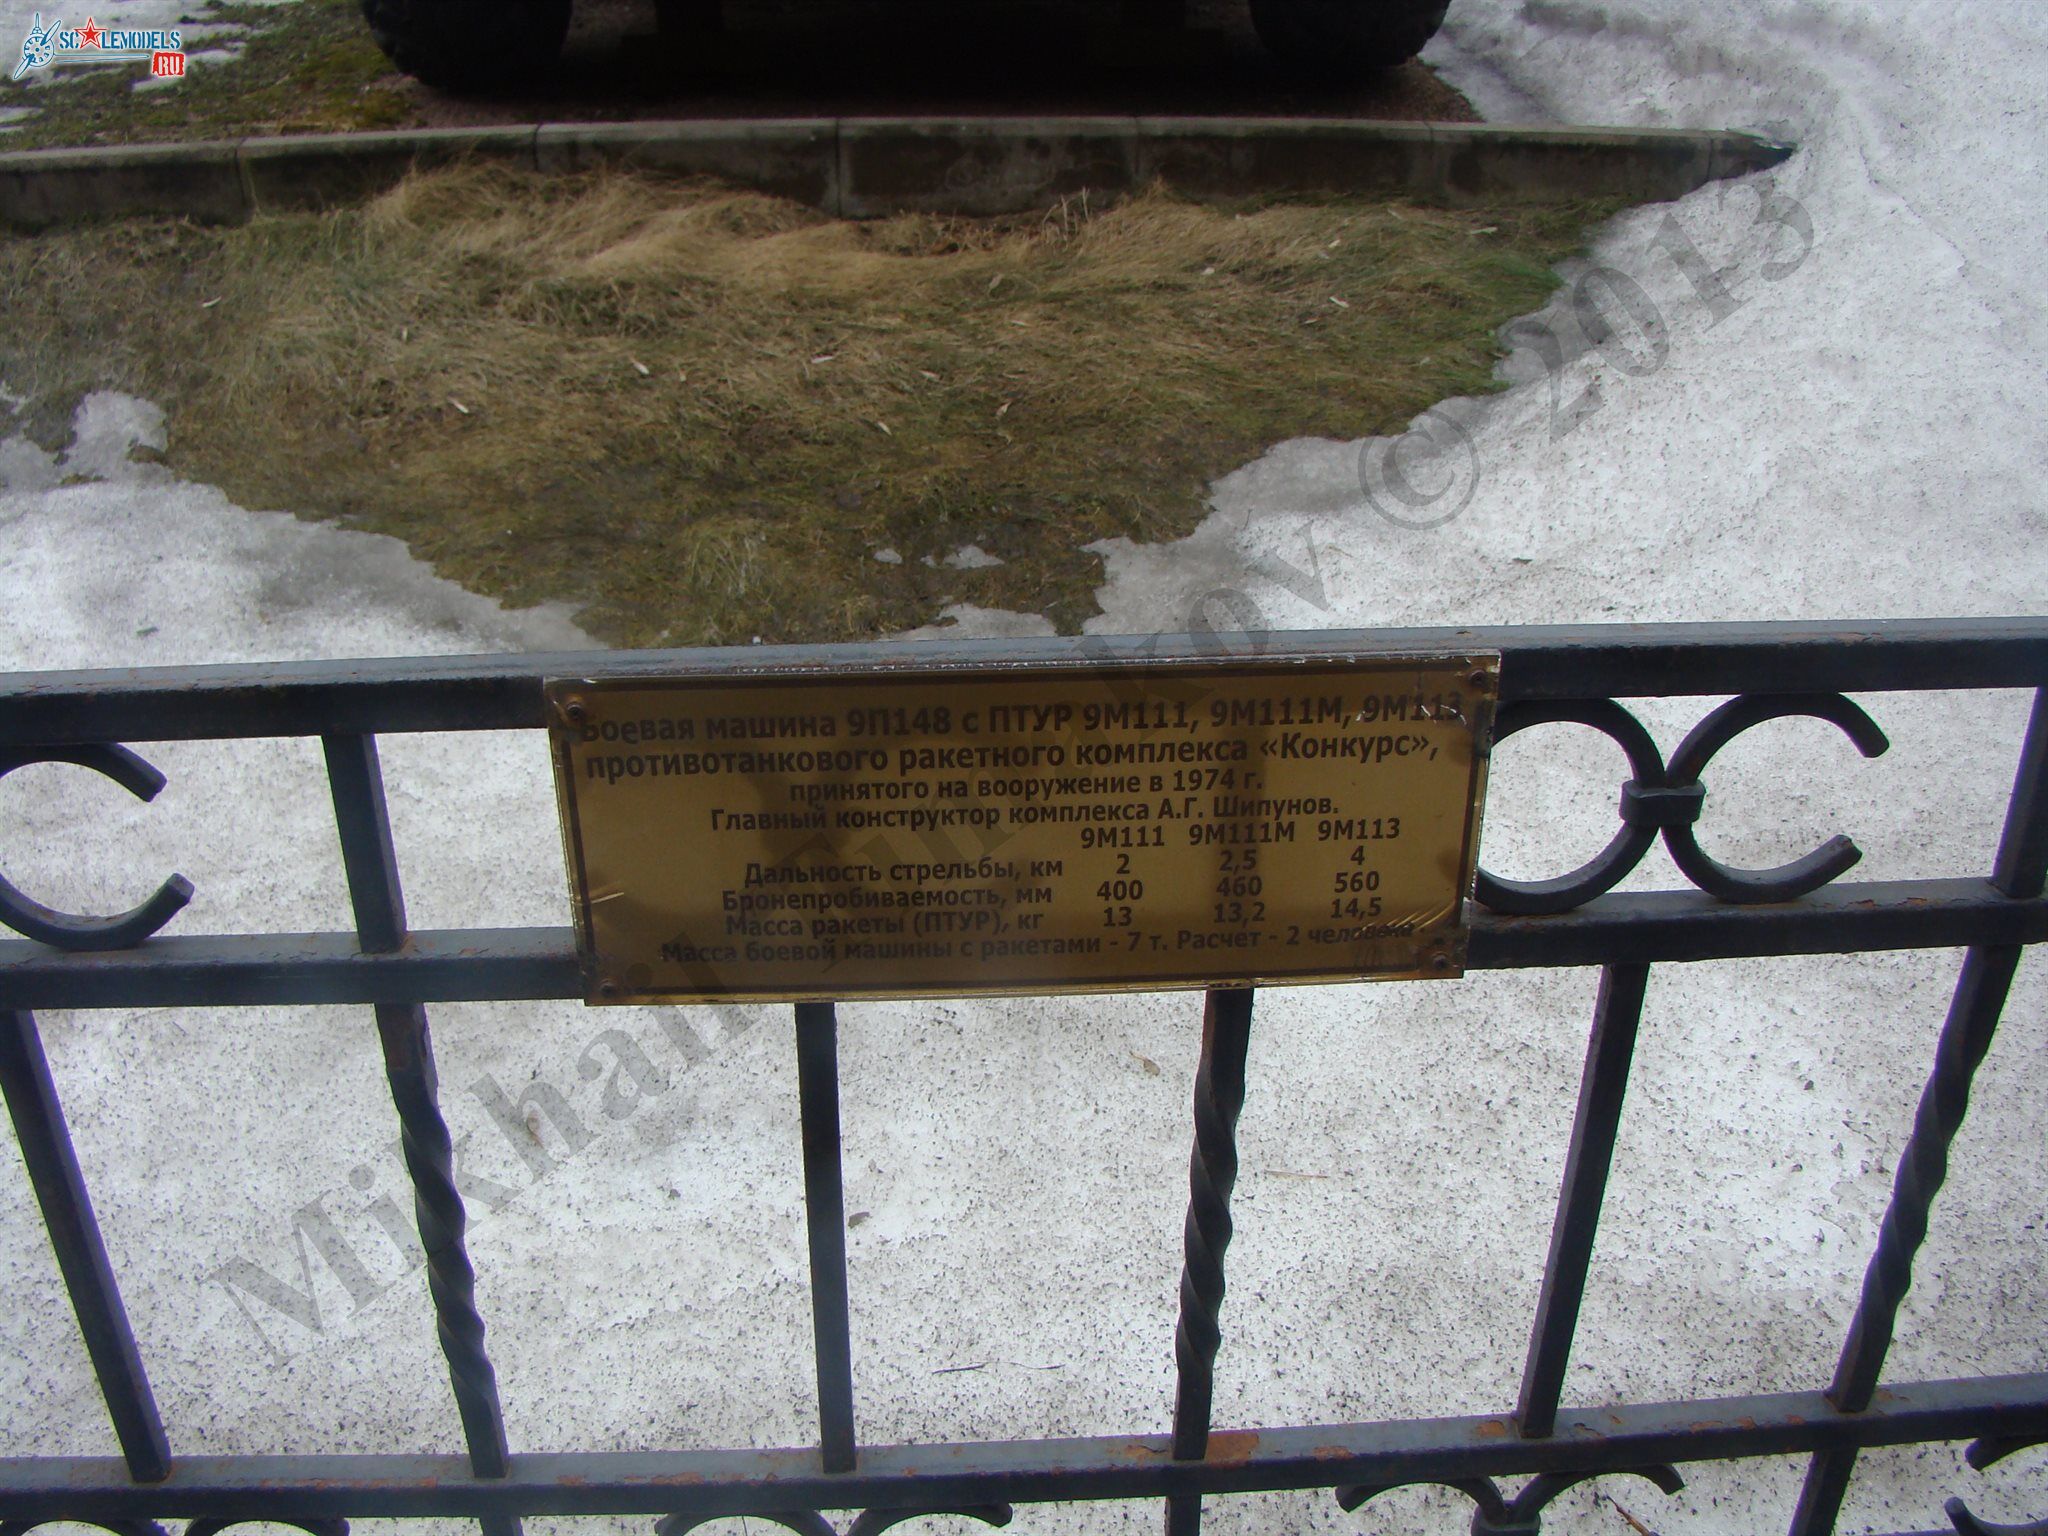 SCALEMODELS
RU
Боевая машина 9П148 с ПТУР 9М111, 9М111М, 9М113
противотанкового ракетного комплекса «Конкурс»,
принятого на вооружение в 1974 г.
Главный конструктор комплекса А.Г. Шипунов.
9М111 9М111М 9М113
Дальность стрельбы, км 2 2,5 4
Бронепробиваемость, мм 400 460 560
Масса ракеты (ПТУР), кг 13 13,2 14,5
Масса боевой машины с ракетами - 7 т. Расчет - 2 человека.
Mikhail © 2013